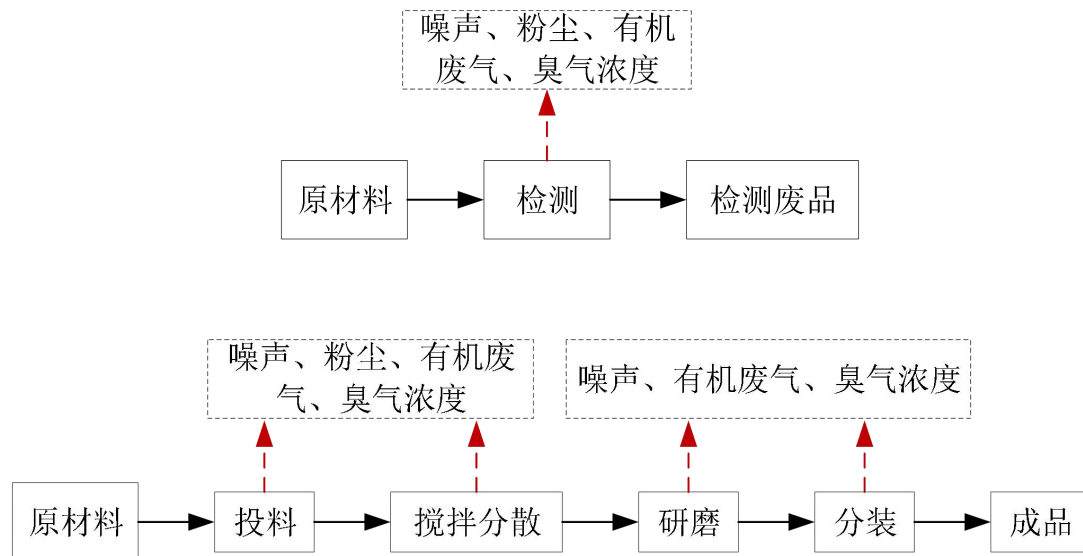 噪声、粉尘、有机
废气、臭气浓度
原材料
检测
检测废品
噪声、粉尘、有机废
气、臭气浓度
噪声、有机废气、臭气浓度
原材料
投料
搅拌分散
研磨
分装
成品